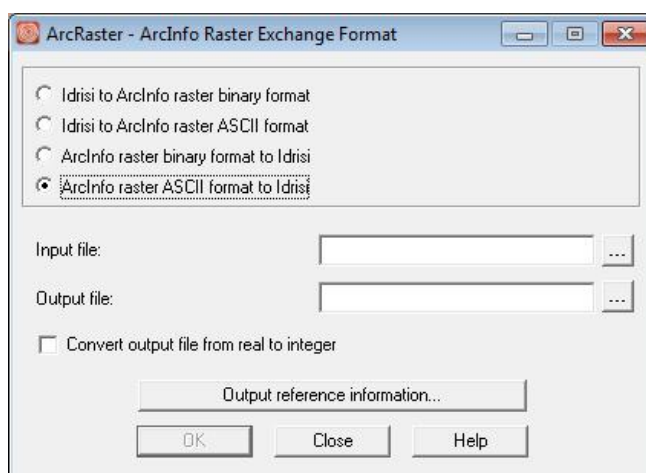 ArcRaster - ArcInfo Raster Exchange Format
Idrisi to ArcInfo raster binary format
Idrisi to ArcInfo raster ASCII format
ArcInfo raster binary format to Idrisi
ArcInfo raster ASCII format to Idrisi
Input file:
...
Output file:
...
Convert output file from real to integer
Output reference information...
OK Close Help